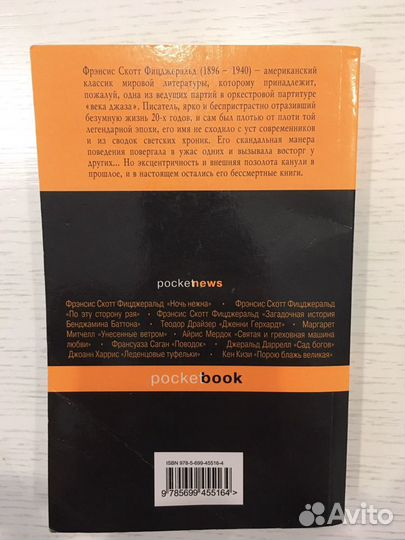 Фрэнсис Скотт Фицджеральд (1896 – 1940) – американский
классик мировой литературы, которому принадлежит,
пожалуй, одна из ведущих партий в оркестровой партитуре
«века джаза». Писатель, ярко и беспристрастно отразивший
безумную жизнь 20-х годов, и сам был плотью от плоти той
легендарной эпохи, его имя не сходило с уст современников
и из сводок светских хроник. Его скандальная манера
поведения повергала в ужас одних и вызывала восторг у
других... Но эксцентричность и внешняя позолота канули в
прошлое, и в настоящем остались его бессмертные книги.
pocketnews
Фрэнсис Скотт Фицджеральд «Ночь нежна» • Фрэнсис Скотт Фицджеральд
«По эту сторону рая» • Фрэнсис Скотт Фицджеральд «Загадочная история
Бенджамина Баттона» • Теодор Драйзер «Дженни Герхардт» • Маргарет
Митчелл «Унесенные ветром» • Айрис Мердок «Святая и греховная машина
любви» • Франсуаза Саган «Поводок» • Джеральд Даррелл «Сад богов»
Джоанн Харрис «Леденцовые туфельки» • Кен Кизи «Порою блажь великая»
pocketbook
ISBN 978-5-699-45516-4
9 785699 455164 >
Avito